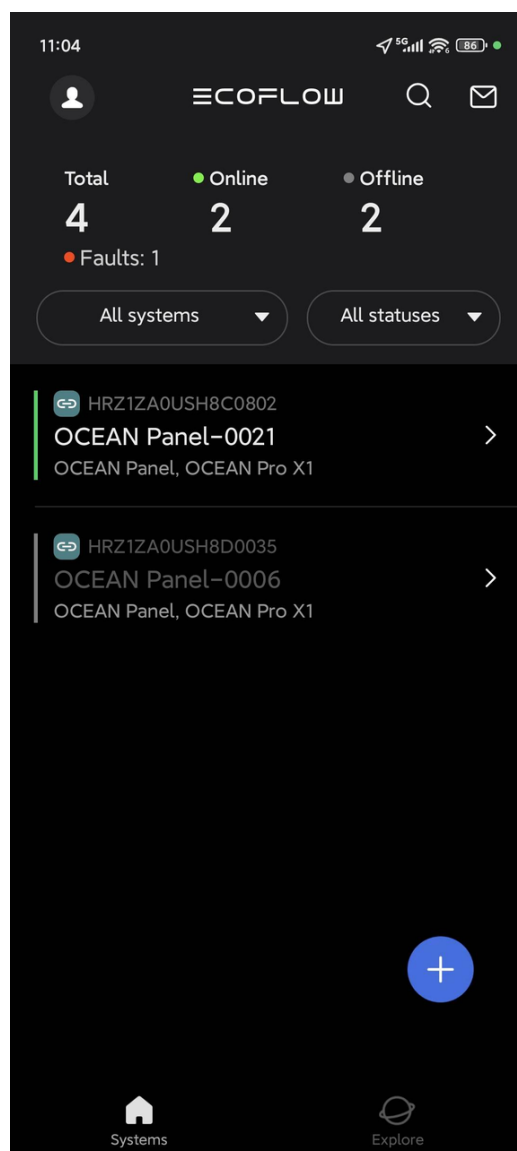 11:04
5G 86
ECOFLOW
Total Online Offline
4 2 2
Faults: 1
All systems All statuses
HRZ1ZA0USH8C0802
OCEAN Panel-0021
OCEAN Panel, OCEAN Pro X1
HRZ1ZA0USH8D0035
OCEAN Panel-0006
OCEAN Panel, OCEAN Pro X1
Systems Explore